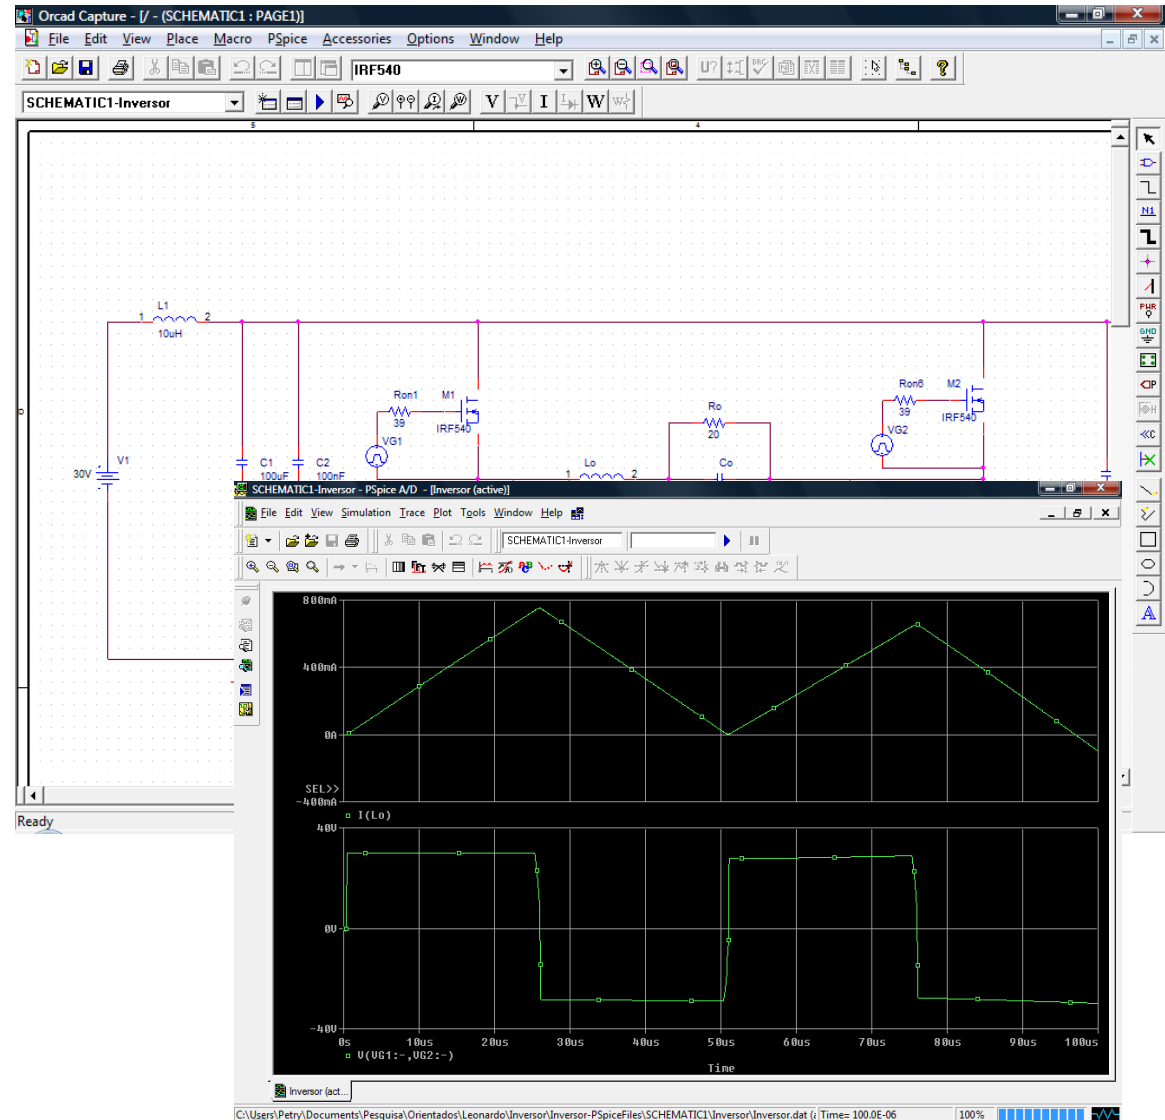 Orcad Capture - [/ - (SCHEMATIC1 : PAGE1)]
File Edit View Place Macro PSpice Accessories Options Window Help
IRF540
U?
SCHEMATIC1-Inversor
V I W
5 4
N1
PWR
GND
L1
1 2
10uH
Ron1 M1
39
IRF540
VG1
Ro
20
Ron6 M2
39
IRF540
VG2
30V V1
C1
100uF
C2
100nF
Lo
1 2
Co
D
Ready
SCHEMATIC1-Inversor - PSpice A/D - [Inversor (active)]
File Edit View Simulation Trace Plot Tools Window Help
SCHEMATIC1-Inversor
800mA
400mA
0A
SEL>>
-400mA
I(Lo)
40V
0V
-40V
0s 10us 20us 30us 40us 50us 60us 70us 80us 90us 100us
V(VG1:-,VG2:-)
Time
Inversor (act...
C:\Users\Petry\Documents\Pesquisa\Orientados\Leonardo\Inversor\Inversor-PSpiceFiles\SCHEMATIC1\Inversor\Inversor.dat (a Time= 100.0E-06 100%